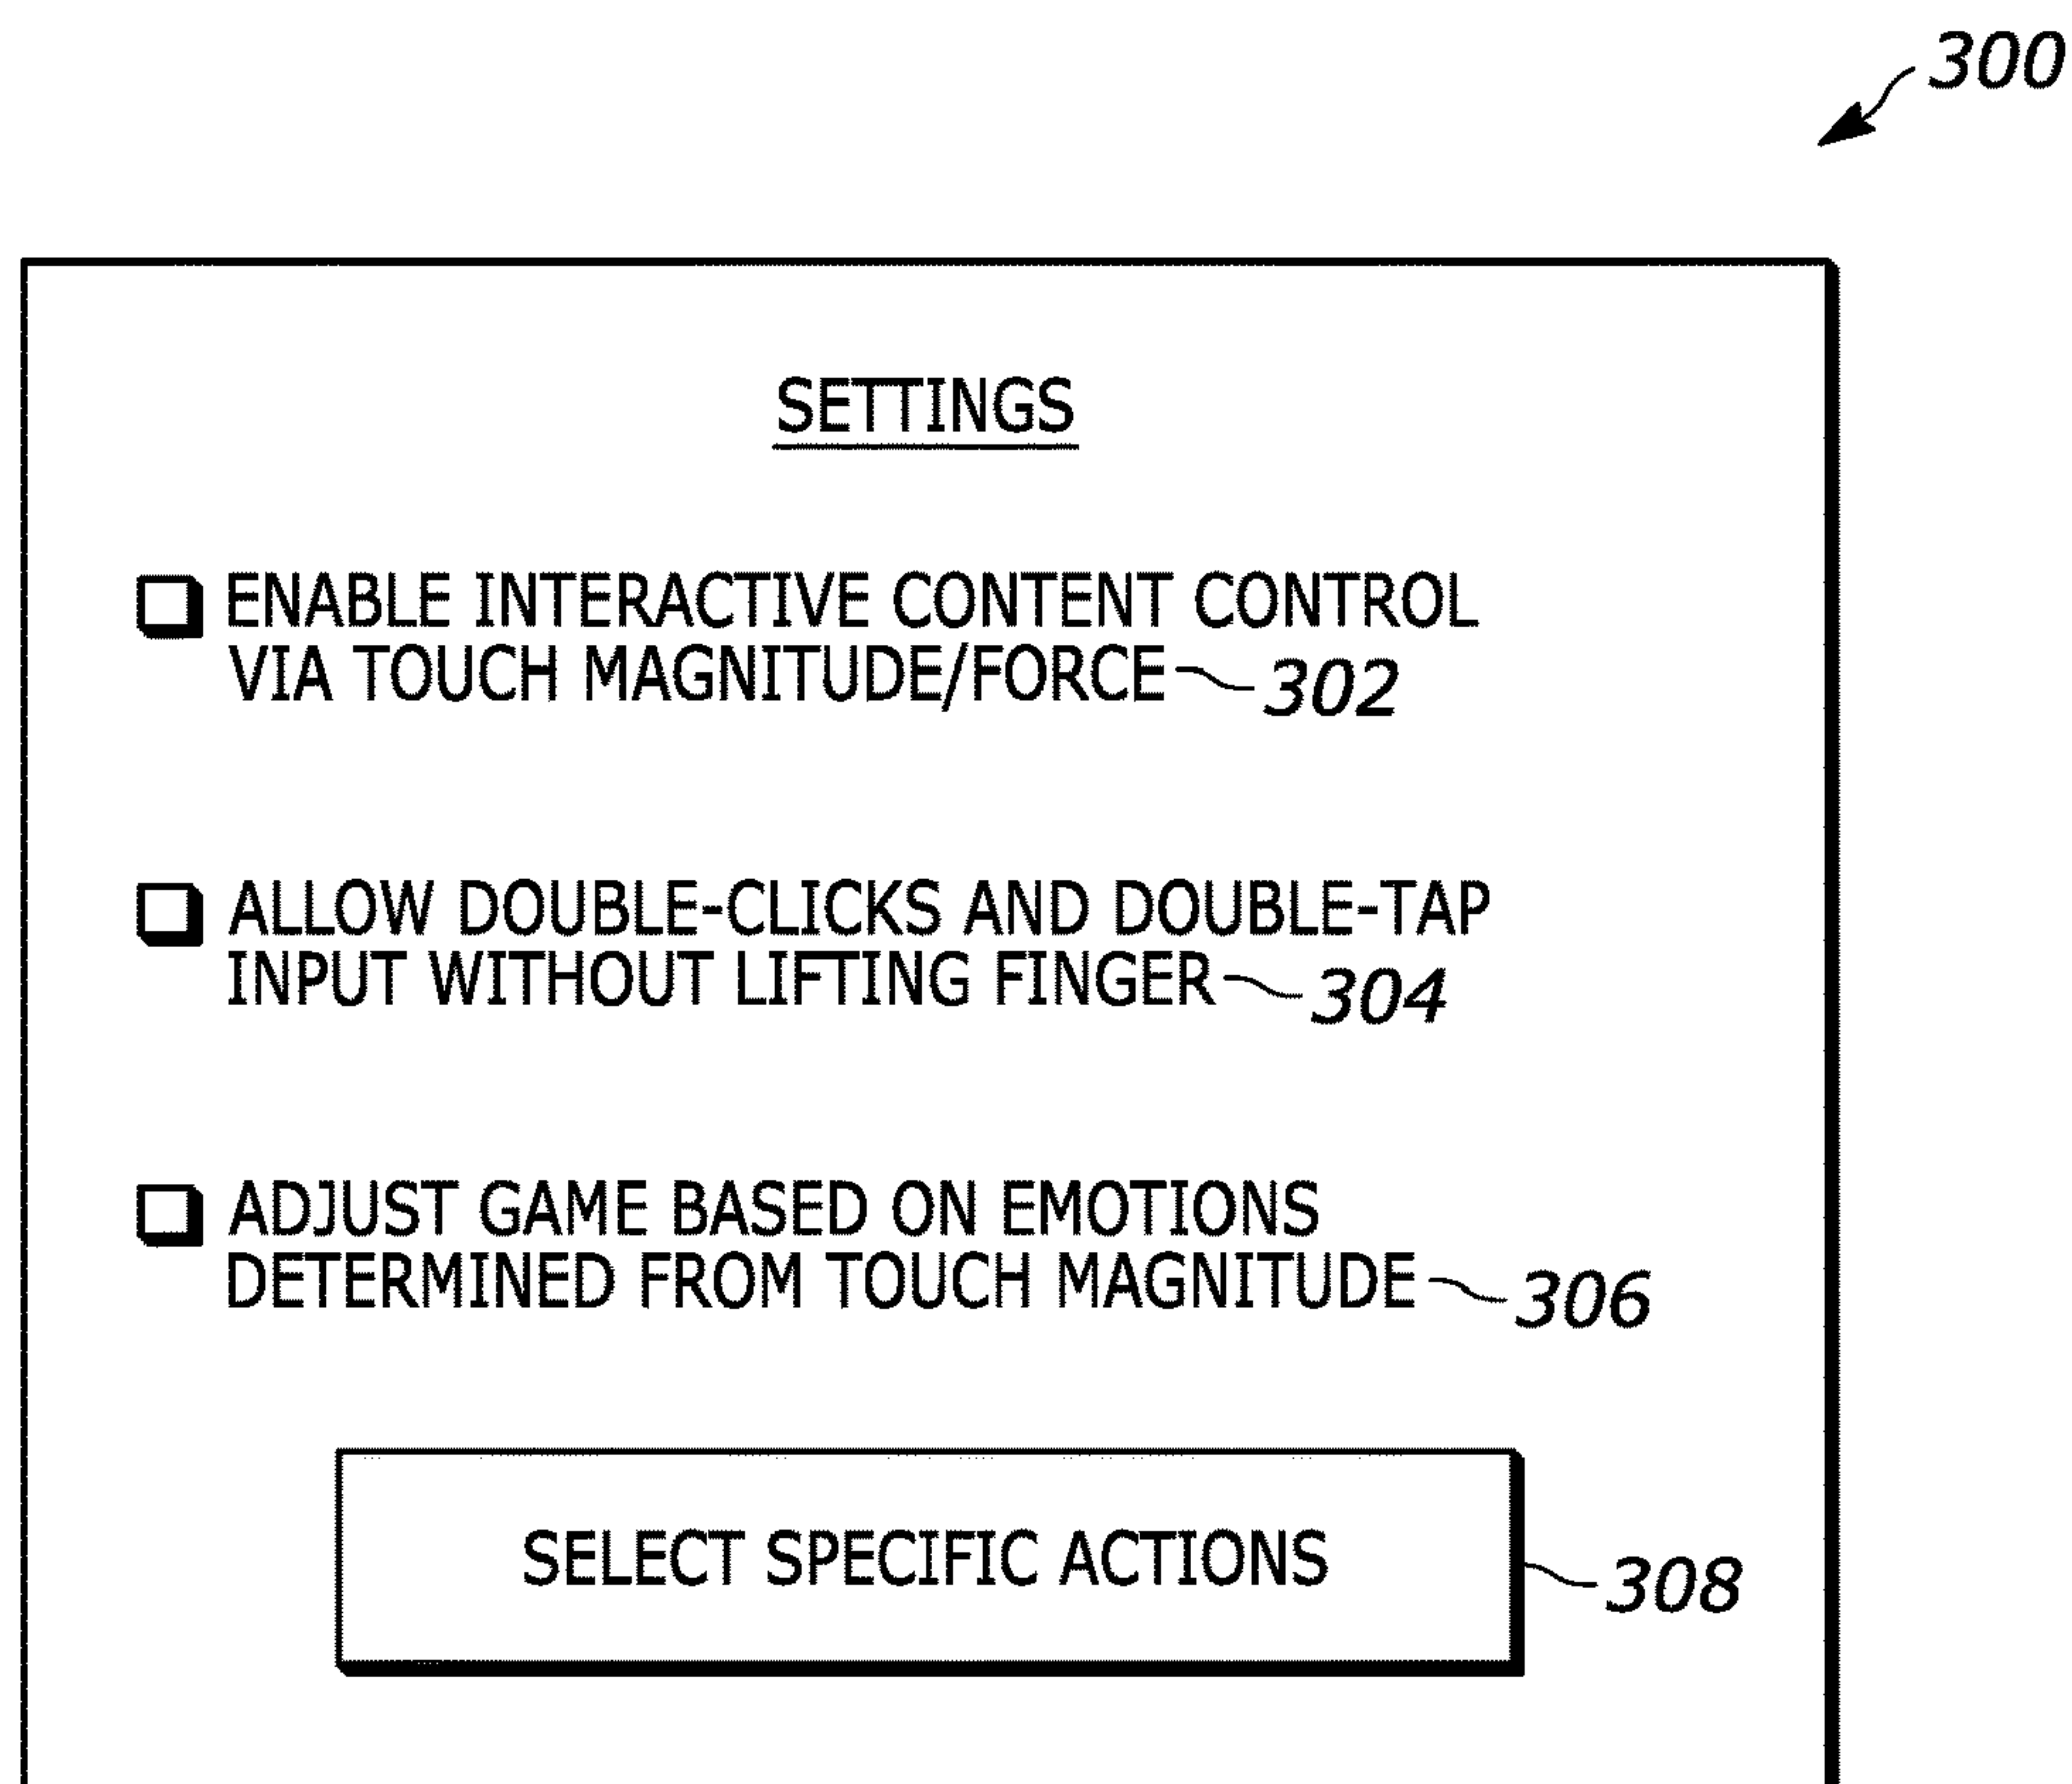 300
SETTINGS
ENABLE INTERACTIVE CONTENT CONTROL
VIA TOUCH MAGNITUDE/FORCE 302
ALLOW DOUBLE-CLICKS AND DOUBLE-TAP
INPUT WITHOUT LIFTING FINGER 304
ADJUST GAME BASED ON EMOTIONS
DETERMINED FROM TOUCH MAGNITUDE 306
SELECT SPECIFIC ACTIONS 308